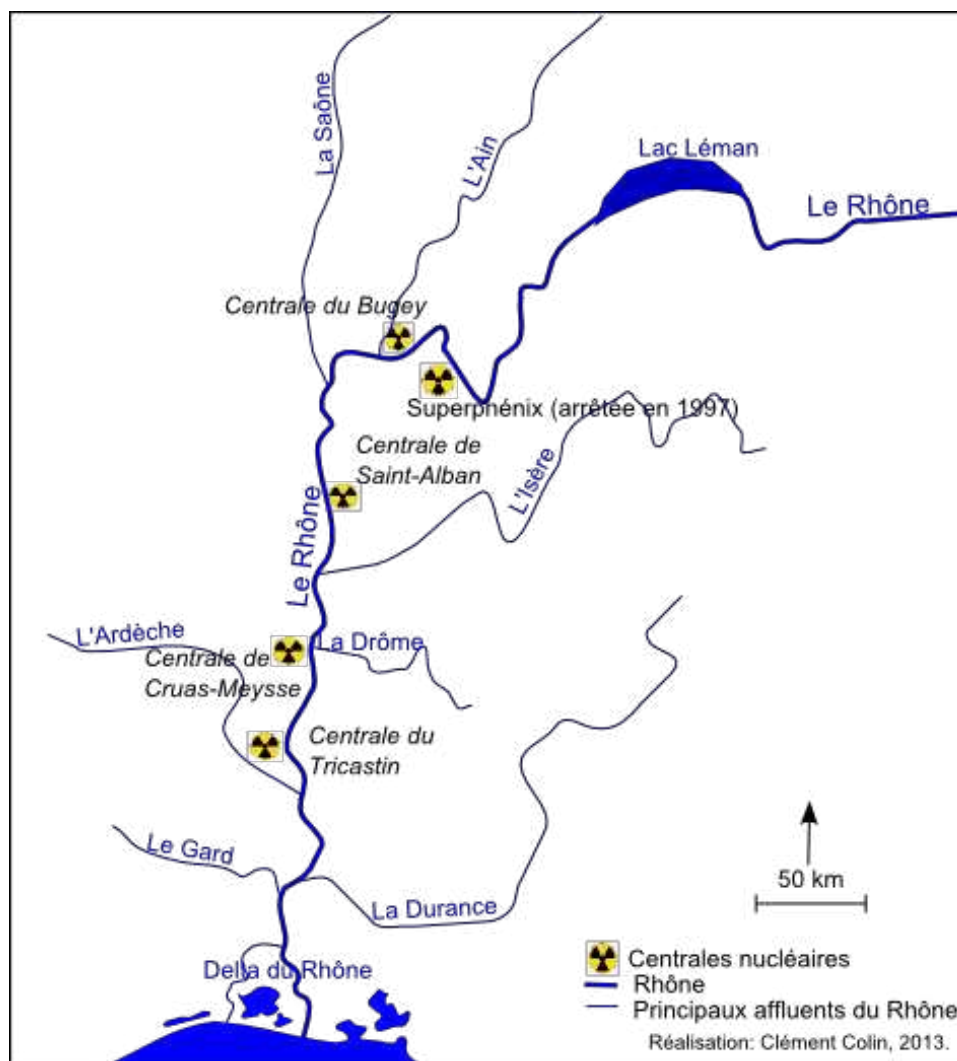 La Saône
L'Ain
Lac Léman
Le Rhône
Centrale du Bugey
Superphénix (arrêtée en 1997)
Centrale de
Saint-Alban
L'Isère
Le Rhône
L'Ardèche
La Drôme
Centrale de
Cruas-Meysse
Centrale du
Tricastin
Le Gard
La Durance
50 km
Delta du Rhône
Centrales nucléaires
Rhône
Principaux affluents du Rhône
Réalisation: Clément Colin, 2013.